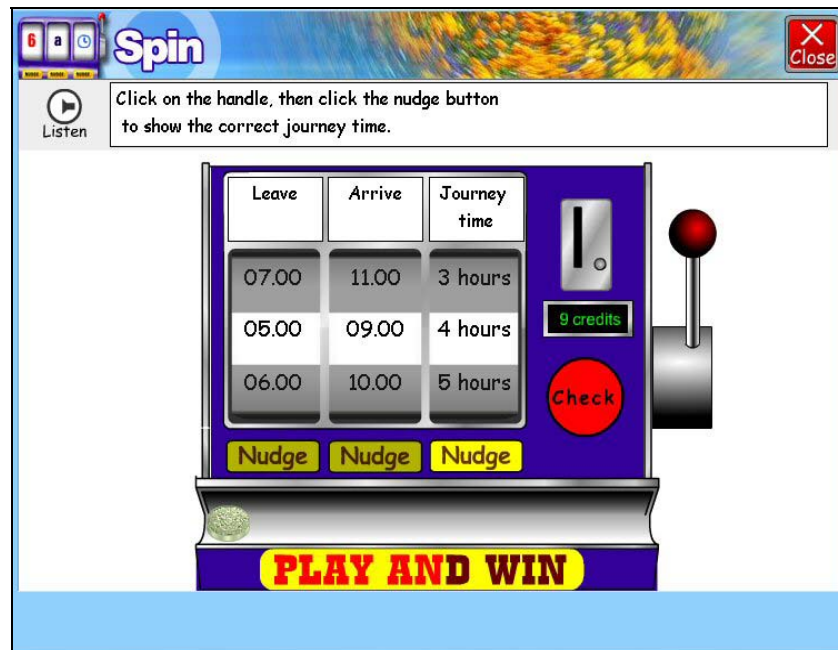 6 a
Spin
Close
Listen
Click on the handle, then click the nudge button
to show the correct journey time.
Leave Arrive Journey
time
07.00 11.00 3 hours
05.00 09.00 4 hours
9 credits
06.00 10.00 5 hours
Check
Nudge Nudge Nudge
PLAY AND WIN